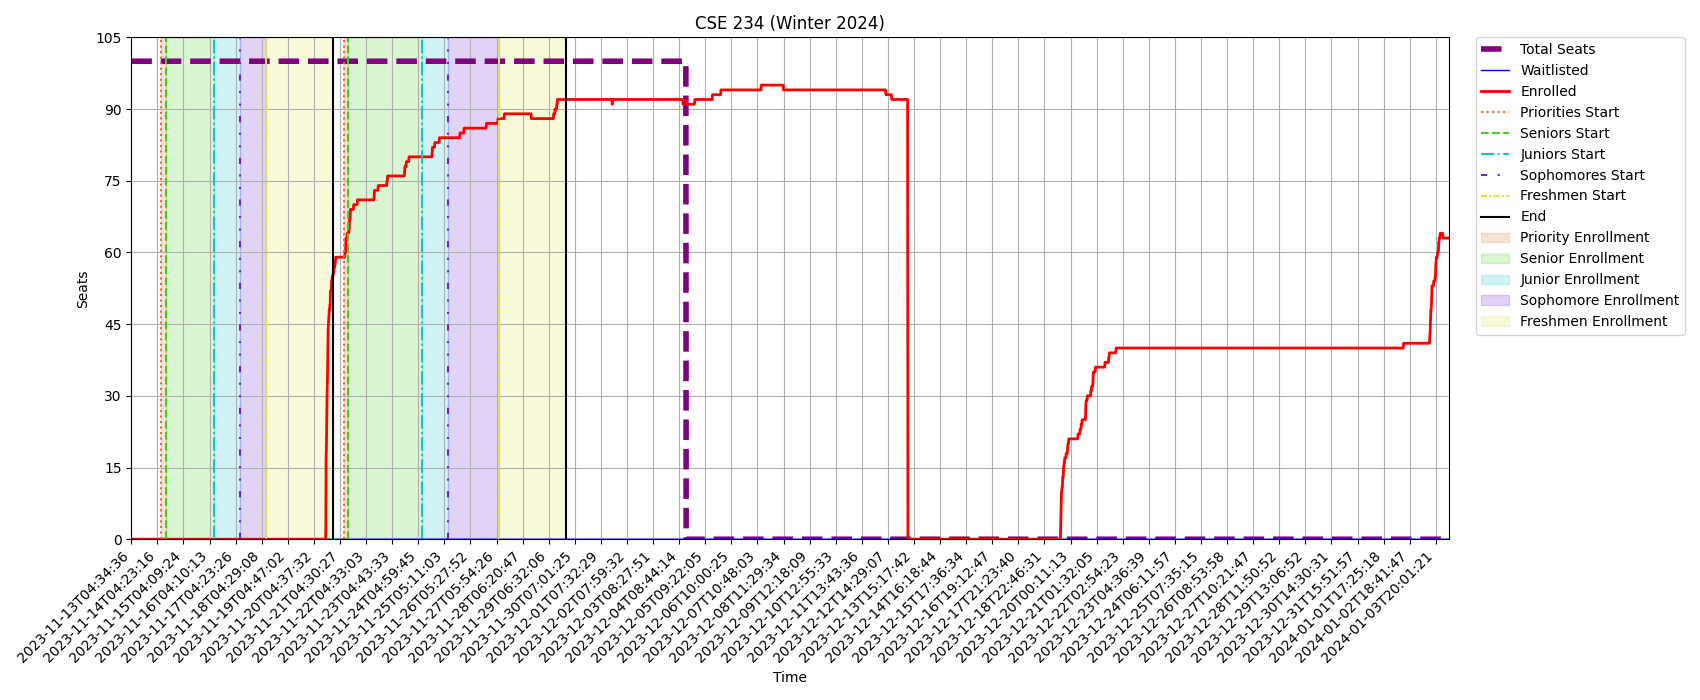 CSE 234 (Winter 2024)
105
90
75
60
45
30
15
0
Seats
2023-11-13T04:34:36
2023-11-14T04:23:16
2023-11-15T04:09:24
2023-11-16T04:10:13
2023-11-17T04:23:26
2023-11-18T04:29:08
2023-11-19T04:47:02
2023-11-20T04:37:32
2023-11-21T04:30:27
2023-11-22T04:33:03
2023-11-23T04:43:33
2023-11-24T04:59:45
2023-11-25T05:11:03
2023-11-26T05:27:52
2023-11-27T05:54:26
2023-11-28T06:20:47
2023-11-29T06:32:06
2023-11-30T07:01:25
2023-12-01T07:32:29
2023-12-02T07:59:32
2023-12-03T08:27:51
2023-12-04T08:44:14
2023-12-05T09:22:05
2023-12-06T10:00:25
2023-12-07T10:48:03
2023-12-08T11:29:34
2023-12-09T12:18:09
2023-12-10T12:55:33
2023-12-11T13:43:36
2023-12-12T14:29:07
2023-12-13T15:17:42
2023-12-14T16:18:44
2023-12-15T17:36:34
2023-12-16T19:12:47
2023-12-17T21:23:40
2023-12-18T22:46:31
2023-12-20T00:11:13
2023-12-21T01:32:05
2023-12-22T02:54:23
2023-12-23T04:36:39
2023-12-24T06:11:57
2023-12-25T07:35:15
2023-12-26T08:53:58
2023-12-27T10:21:47
2023-12-28T11:50:52
2023-12-29T13:06:52
2023-12-30T14:30:31
2023-12-31T15:51:57
2024-01-01T17:25:18
2024-01-02T18:41:47
2024-01-03T20:01:21
Time
Total Seats
Waitlisted
Enrolled
Priorities Start
Seniors Start
Juniors Start
Sophomores Start
Freshmen Start
End
Priority Enrollment
Senior Enrollment
Junior Enrollment
Sophomore Enrollment
Freshmen Enrollment